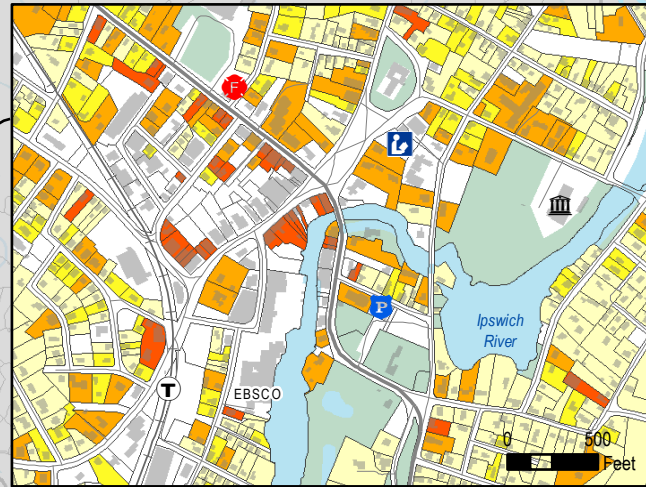 F
P
Ipswich
River
T
EBSCO
0 500
Feet